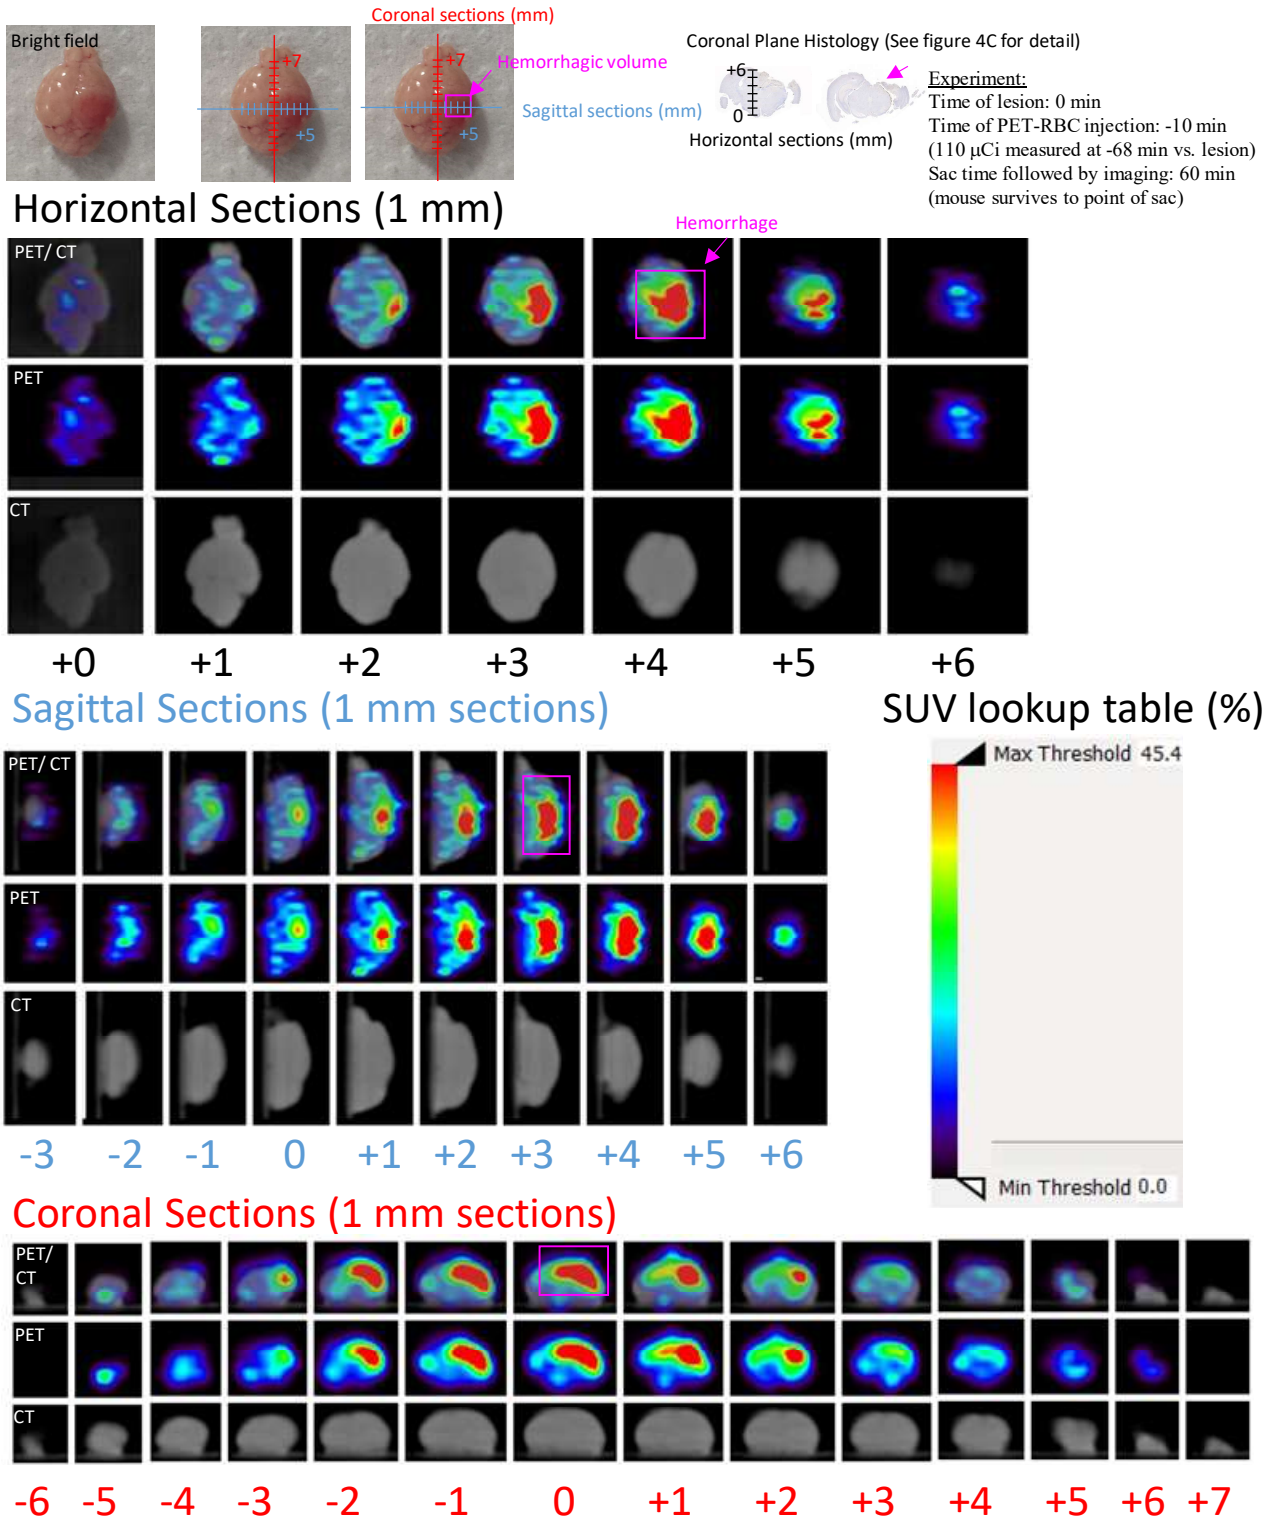 Coronal sections (mm)
Bright field
+7
+5
+7
+5
Hemorrhagic volume
Sagittal sections (mm)
Coronal Plane Histology (See figure 4C for detail)
+6
0
Horizontal sections (mm)
Experiment:
Time of lesion: 0 min
Time of PET-RBC injection: -10 min
(110 µCi measured at -68 min vs. lesion)
Sac time followed by imaging: 60 min
(mouse survives to point of sac)
Horizontal Sections (1 mm)
Hemorrhage
PET/ CT
PET
CT
+0 +1 +2 +3 +4 +5 +6
Sagittal Sections (1 mm sections)
PET/ CT
PET
CT
-3 -2 -1 0 +1 +2 +3 +4 +5 +6
SUV lookup table (%)
Max Threshold 45.4
Min Threshold 0.0
Coronal Sections (1 mm sections)
PET/
CT
PET
CT
-6 -5 -4 -3 -2 -1 0 +1 +2 +3 +4 +5 +6 +7